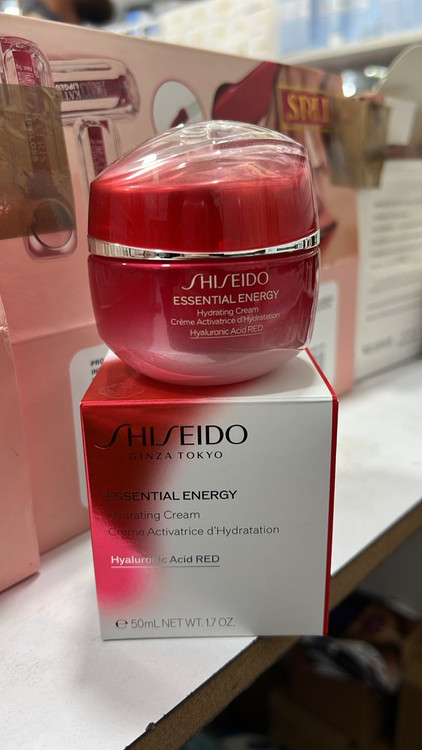 SHISEIDO
ESSENTIAL ENERGY
Hydrating Cream
Crème Activatrice d'Hydratation
Hyaluronic Acid RED
SHISEIDO
GINZA TOKYO
ESSENTIAL ENERGY
Hydrating Cream
Crème Activatrice d'Hydratation
Hyaluronic Acid RED
℮ 50mL NET WT. 1.7 OZ.